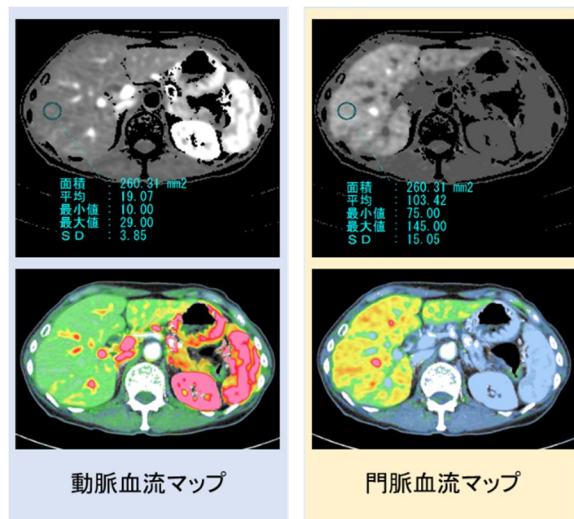 面積 : 260.31 mm2
平均 : 19.07
最小値 : 10.00
最大値 : 29.00
SD : 3.85
面積 : 260.31 mm2
平均 : 103.42
最小値 : 75.00
最大値 : 145.00
SD : 15.05
動脈血流マップ
門脈血流マップ